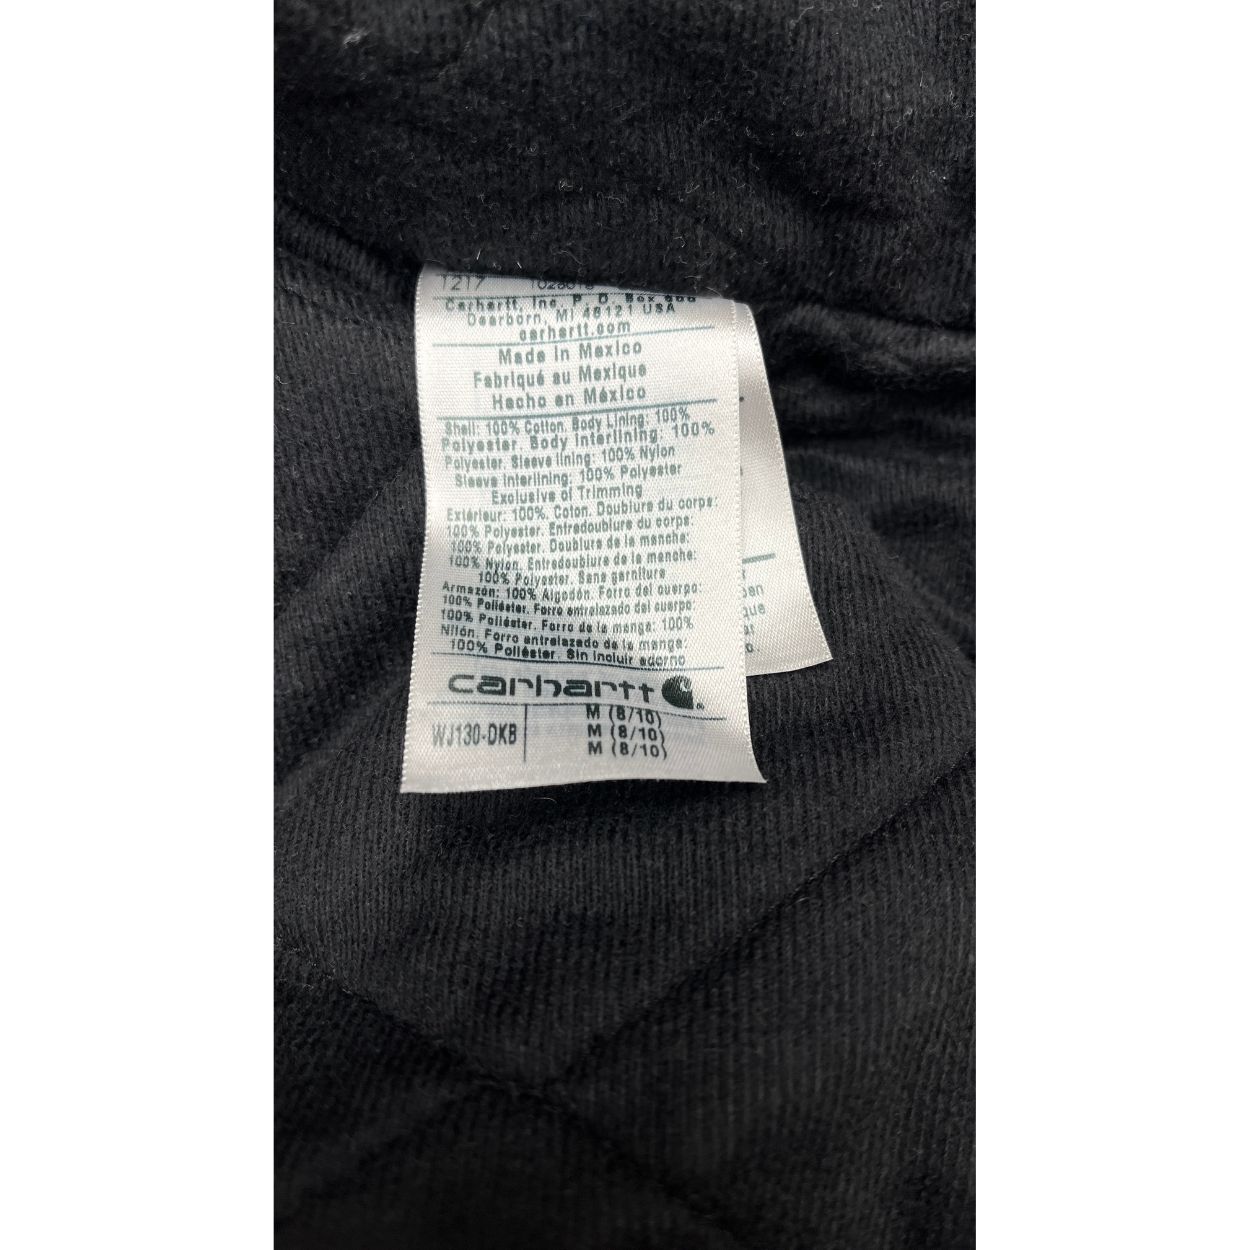 1217
Carhartt, Inc. P. O. Box 600
Dearborn, MI 48121 USA
carhartt.com
Made in Mexico
Fabriqué au Mexique
Hecho en México
Shell: 100% Cotton. Body Lining: 100%
Polyester. Body Interlining: 100%
Polyester. Sleeve lining: 100% Nylon
Sleeve Interlining: 100% Polyester
Exclusive of Trimming
Extérieur: 100%. Coton. Doublure du corps:
100% Polyester. Entredoublure du corps:
100% Polyester. Doublure de la manche:
100% Nylon. Entredoublure de la manche:
100% Polyester. Sans garniture
Armazón: 100% Algodón. Forro del cuerpo:
100% Poliéster. Forro entrelazado del cuerpo:
100% Poliéster. Forro de la manga: 100%
Nilón. Forro entrelazado de la manga:
100% Poliéster. Sin incluir adorno
carhartt
WJ130-DKB
M (8/10)
M (8/10)
M (8/10)